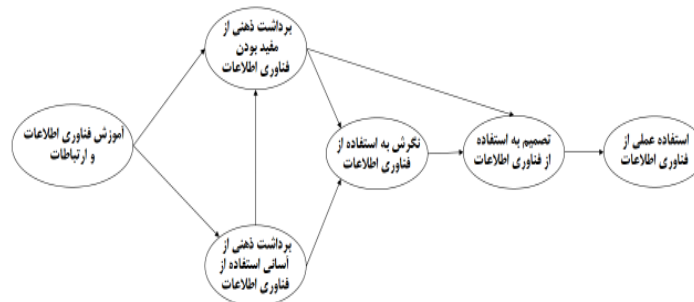 برداشت ذهنی از
مفید بودن
فناوری اطلاعات
آموزش فناوری اطلاعات
و ارتباطات
نگرش به استفاده از
فناوری اطلاعات
تصمیم به استفاده
از فناوری اطلاعات
استفاده عملی از
فناوری اطلاعات
برداشت ذهنی از
آسانی استفاده از
فناوری اطلاعات